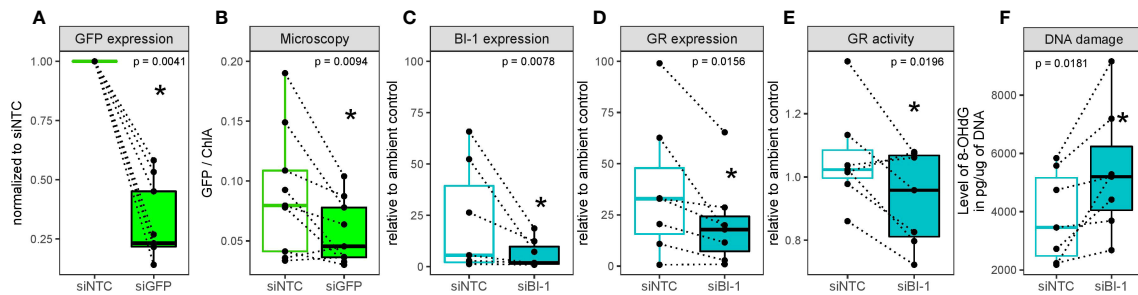 A
GFP expression
p = 0.0041
*
normalized to siNTC
1.00
0.75
0.50
0.25
siNTC siGFP
B
Microscopy
p = 0.0094
*
GFP / ChlA
0.20
0.15
0.10
0.05
siNTC siGFP
C
BI-1 expression
p = 0.0078
*
relative to ambient control
100
75
50
25
0
siNTC siBI-1
D
GR expression
p = 0.0156
*
relative to ambient control
100
75
50
25
0
siNTC siBI-1
E
GR activity
p = 0.0196
*
relative to ambient control
1.2
1.0
0.8
siNTC siBI-1
F
DNA damage
p = 0.0181
*
Level of 8-OHdG
in pg/ug of DNA
8000
6000
4000
2000
siNTC siBI-1